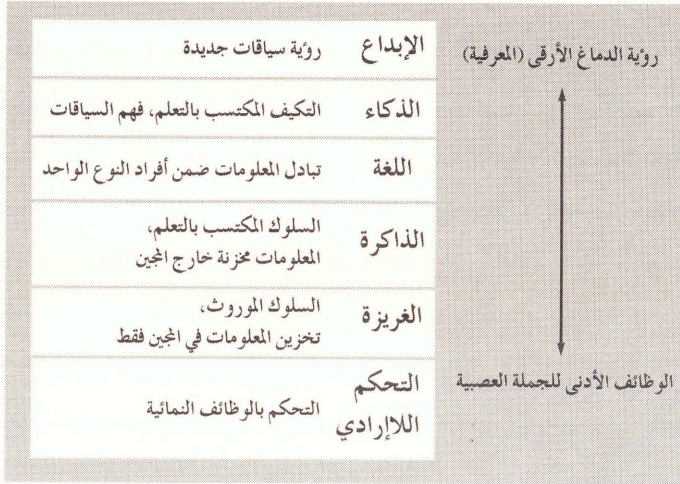 رؤية الدماغ الأرقى (المعرفية)
الإبداع رؤية سياقات جديدة
الذكاء التكيف المكتسب بالتعلم، فهم السياقات
اللغة تبادل المعلومات ضمن أفراد النوع الواحد
الذاكرة السلوك المكتسب بالتعلم،
المعلومات مخزنة خارج المجين
الغريزة السلوك الموروث،
تخزين المعلومات في المجين فقط
الوظائف الأدنى للجملة العصبية
التحكم
اللاإرادي
التحكم بالوظائف النمائية